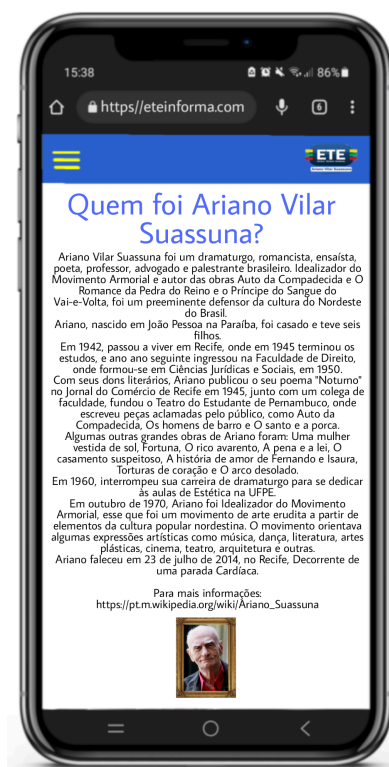 15:38
86%
https//eteinforma.com
6
ETE
Ariano Vilar Suassuna
Quem foi Ariano Vilar
Suassuna?
Ariano Vilar Suassuna foi um dramaturgo, romancista, ensaísta,
poeta, professor, advogado e palestrante brasileiro. Idealizador do
Movimento Armorial e autor das obras Auto da Compadecida e O
Romance da Pedra do Reino e o Príncipe do Sangue do
Vai-e-Volta, foi um preeminente defensor da cultura do Nordeste
do Brasil.
Ariano, nascido em João Pessoa na Paraíba, foi casado e teve seis
filhos.
Em 1942, passou a viver em Recife, onde em 1945 terminou os
estudos, e ano ano seguinte ingressou na Faculdade de Direito,
onde formou-se em Ciências Jurídicas e Sociais, em 1950.
Com seus dons literários, Ariano publicou o seu poema "Noturno"
no Jornal do Comércio de Recife em 1945, junto com um colega de
faculdade, fundou o Teatro do Estudante de Pernambuco, onde
escreveu peças aclamadas pelo público, como Auto da
Compadecida, Os homens de barro e O santo e a porca.
Algumas outras grandes obras de Ariano foram: Uma mulher
vestida de sol, Fortuna, O rico avarento, A pena e a lei, O
casamento suspeitoso, A história de amor de Fernando e Isaura,
Torturas de coração e O arco desolado.
Em 1960, interrompeu sua carreira de dramaturgo para se dedicar
às aulas de Estética na UFPE.
Em outubro de 1970, Ariano foi Idealizador do Movimento
Armorial, esse que foi um movimento de arte erudita a partir de
elementos da cultura popular nordestina. O movimento orientava
algumas expressões artísticas como música, dança, literatura, artes
plásticas, cinema, teatro, arquitetura e outras.
Ariano faleceu em 23 de julho de 2014, no Recife, Decorrente de
uma parada Cardíaca.
Para mais informações:
https://pt.m.wikipedia.org/wiki/Ariano_Suassuna